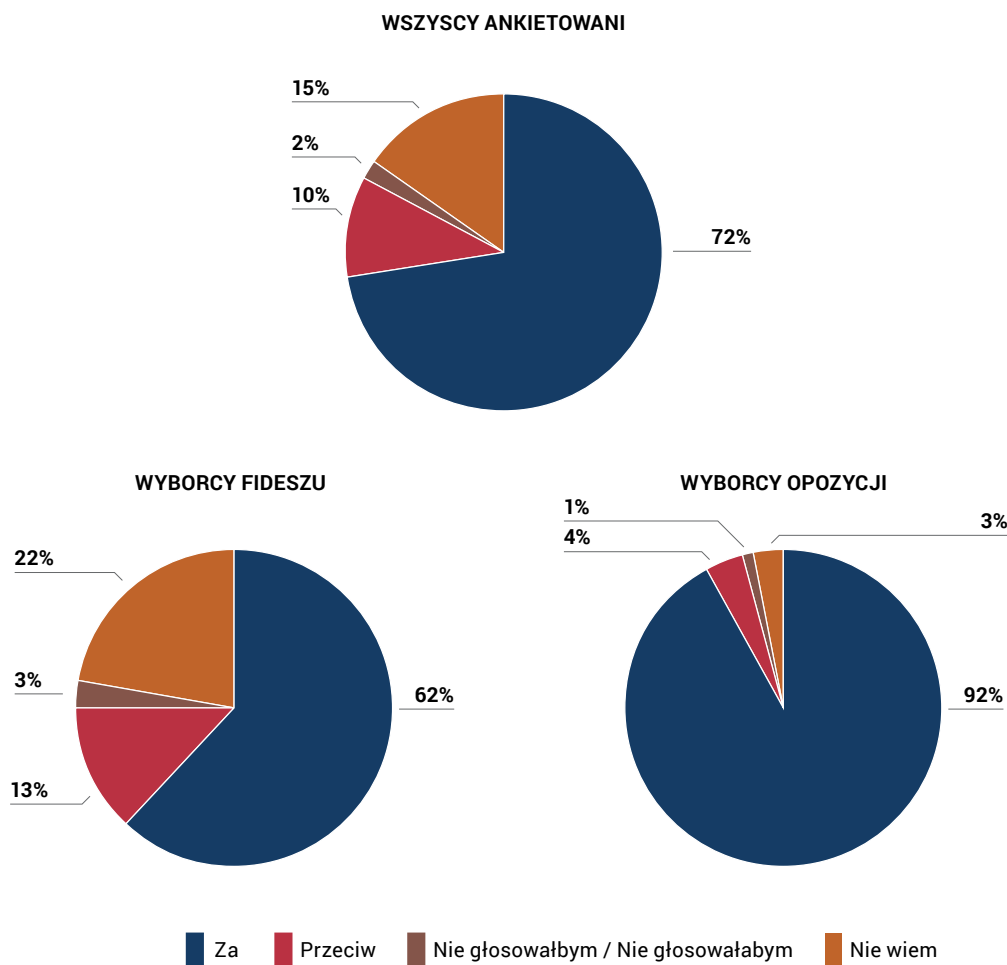 WSZYSCY ANKIETOWANI
15%
2%
10%
72%
WYBORCY FIDESZU
22%
3%
13%
62%
WYBORCY OPOZYCJI
1%
4%
3%
92%
Za
Przeciw
Nie głosowałbym / Nie głosowałabym
Nie wiem